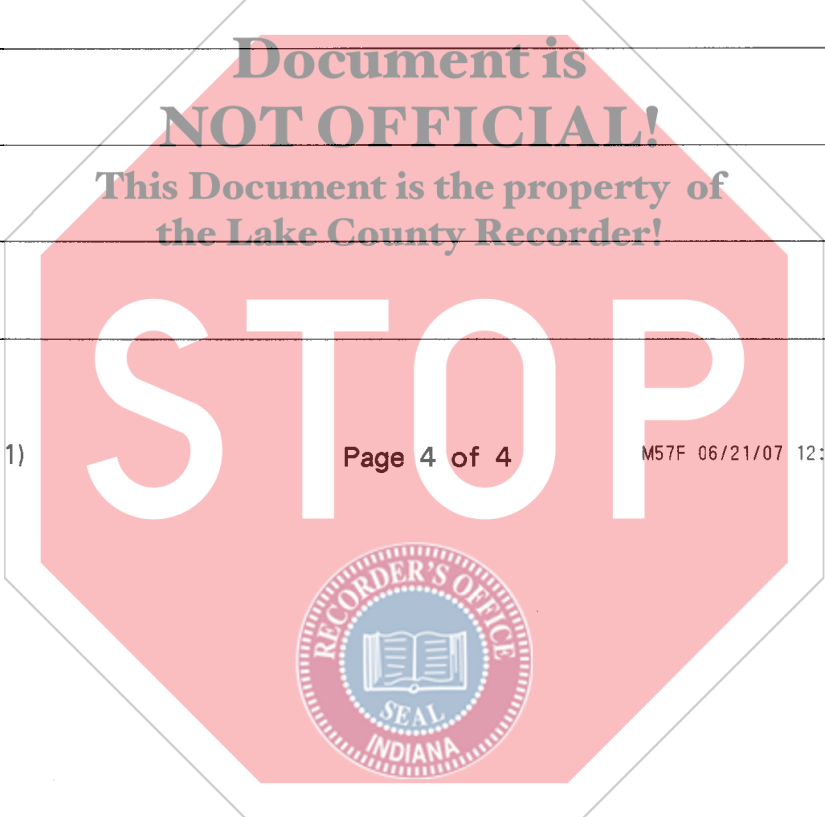 Document is
NOT OFFICIAL!
This Document is the property of
the Lake County Recorder!
STOP
1) Page 4 of 4 M57F 06/21/07 12:
RECORDER'S OFFICE
SEAL
INDIANA